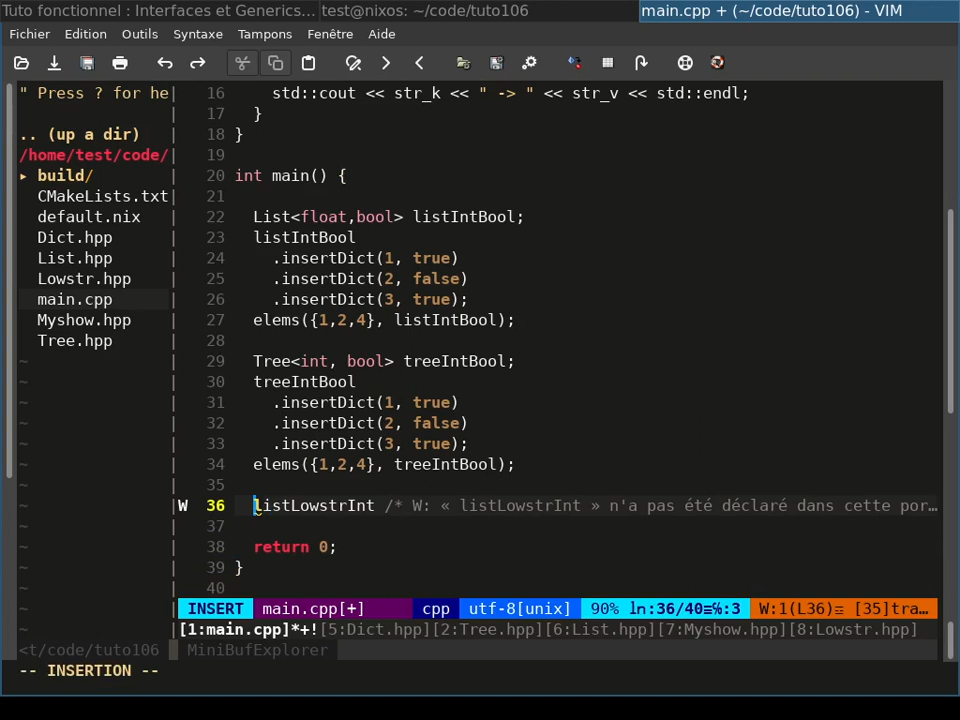 Tuto fonctionnel : Interfaces et Generics... test@nixos: ~/code/tuto106 main.cpp + (~/code/tuto106) - VIM
Fichier Edition Outils Syntaxe Tampons Fenêtre Aide
" Press ? for he
.. (up a dir)
/home/test/code/
▸ build/
CMakeLists.txt
default.nix
Dict.hpp
List.hpp
Lowstr.hpp
main.cpp
Myshow.hpp
Tree.hpp
16 std::cout << str_k << " -> " << str_v << std::endl;
17 }
18 }
19
20 int main() {
21
22 List<float,bool> listIntBool;
23 listIntBool
24 .insertDict(1, true)
25 .insertDict(2, false)
26 .insertDict(3, true);
27 elems({1,2,4}, listIntBool);
28
29 Tree<int, bool> treeIntBool;
30 treeIntBool
31 .insertDict(1, true)
32 .insertDict(2, false)
33 .insertDict(3, true);
34 elems({1,2,4}, treeIntBool);
35
W 36 listLowstrInt /* W: « listLowstrInt » n'a pas été déclaré dans cette por…
37
38 return 0;
39 }
40
INSERT main.cpp[+] cpp utf-8[unix] 90% ln:36/40≡℅:3 W:1(L36)≡ [35]tra…
[1:main.cpp]*+![5:Dict.hpp][2:Tree.hpp][6:List.hpp][7:Myshow.hpp][8:Lowstr.hpp]
<t/code/tuto106 MiniBufExplorer
-- INSERTION --